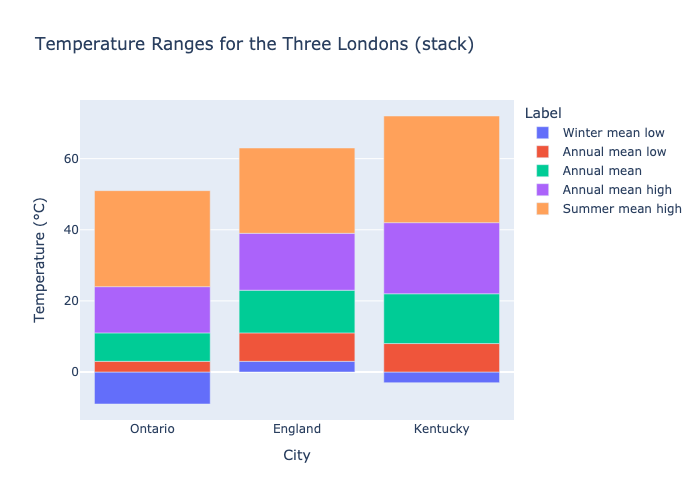 Temperature Ranges for the Three Londons (stack)
Label
Winter mean low
Annual mean low
Annual mean
Annual mean high
Summer mean high
Temperature (°C)
60
40
20
0
Ontario
England
Kentucky
City